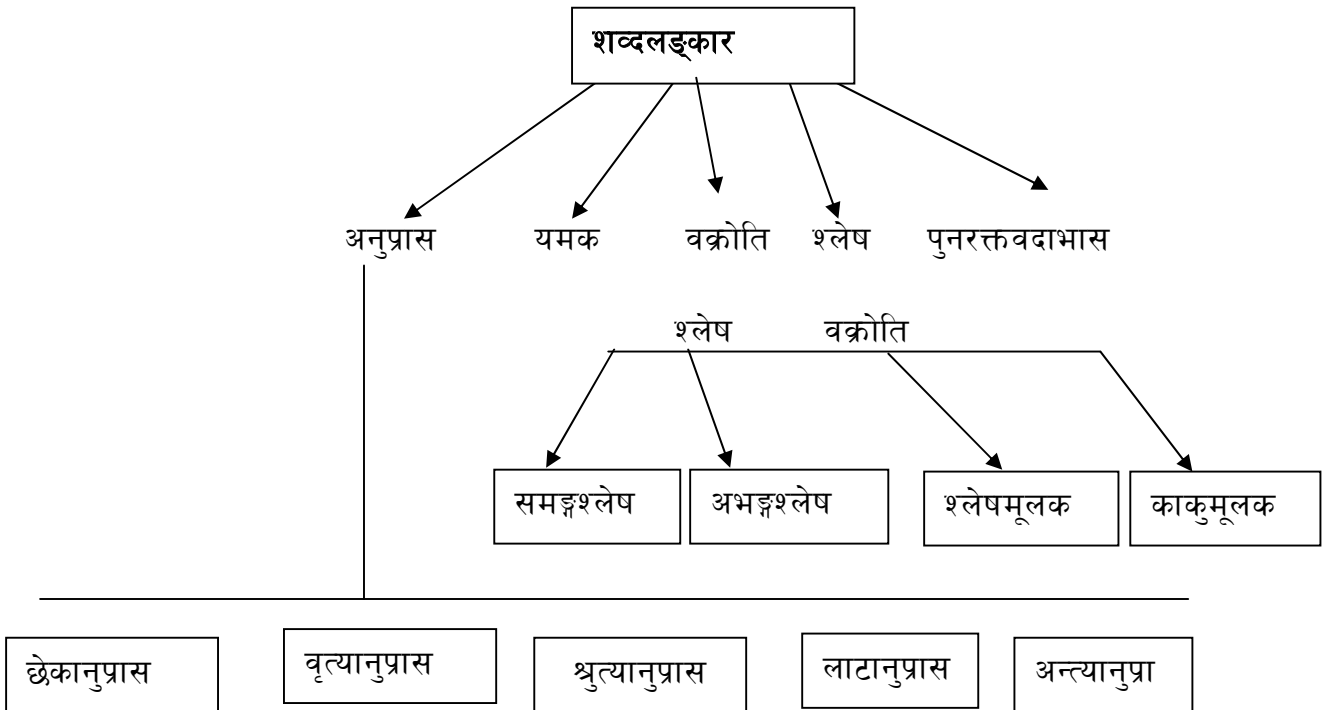 शव्दलङ्कार
अनुप्रास यमक वक्रोति श्लेष पुनरक्तवदाभास
श्लेष वक्रोति
समङ्गश्लेष अभङ्गश्लेष श्लेषमूलक काकुमूलक
छेकानुप्रास वृत्यानुप्रास श्रुत्यानुप्रास लाटानुप्रास अन्त्यानुप्रा